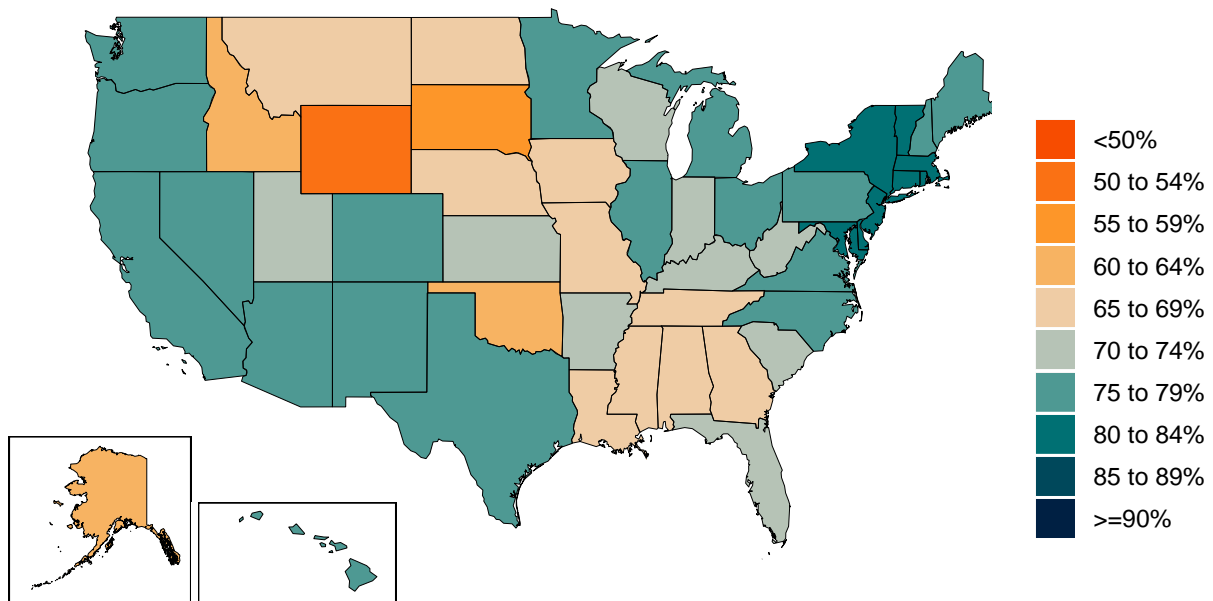 <50%
50 to 54%
55 to 59%
60 to 64%
65 to 69%
70 to 74%
75 to 79%
80 to 84%
85 to 89%
>=90%